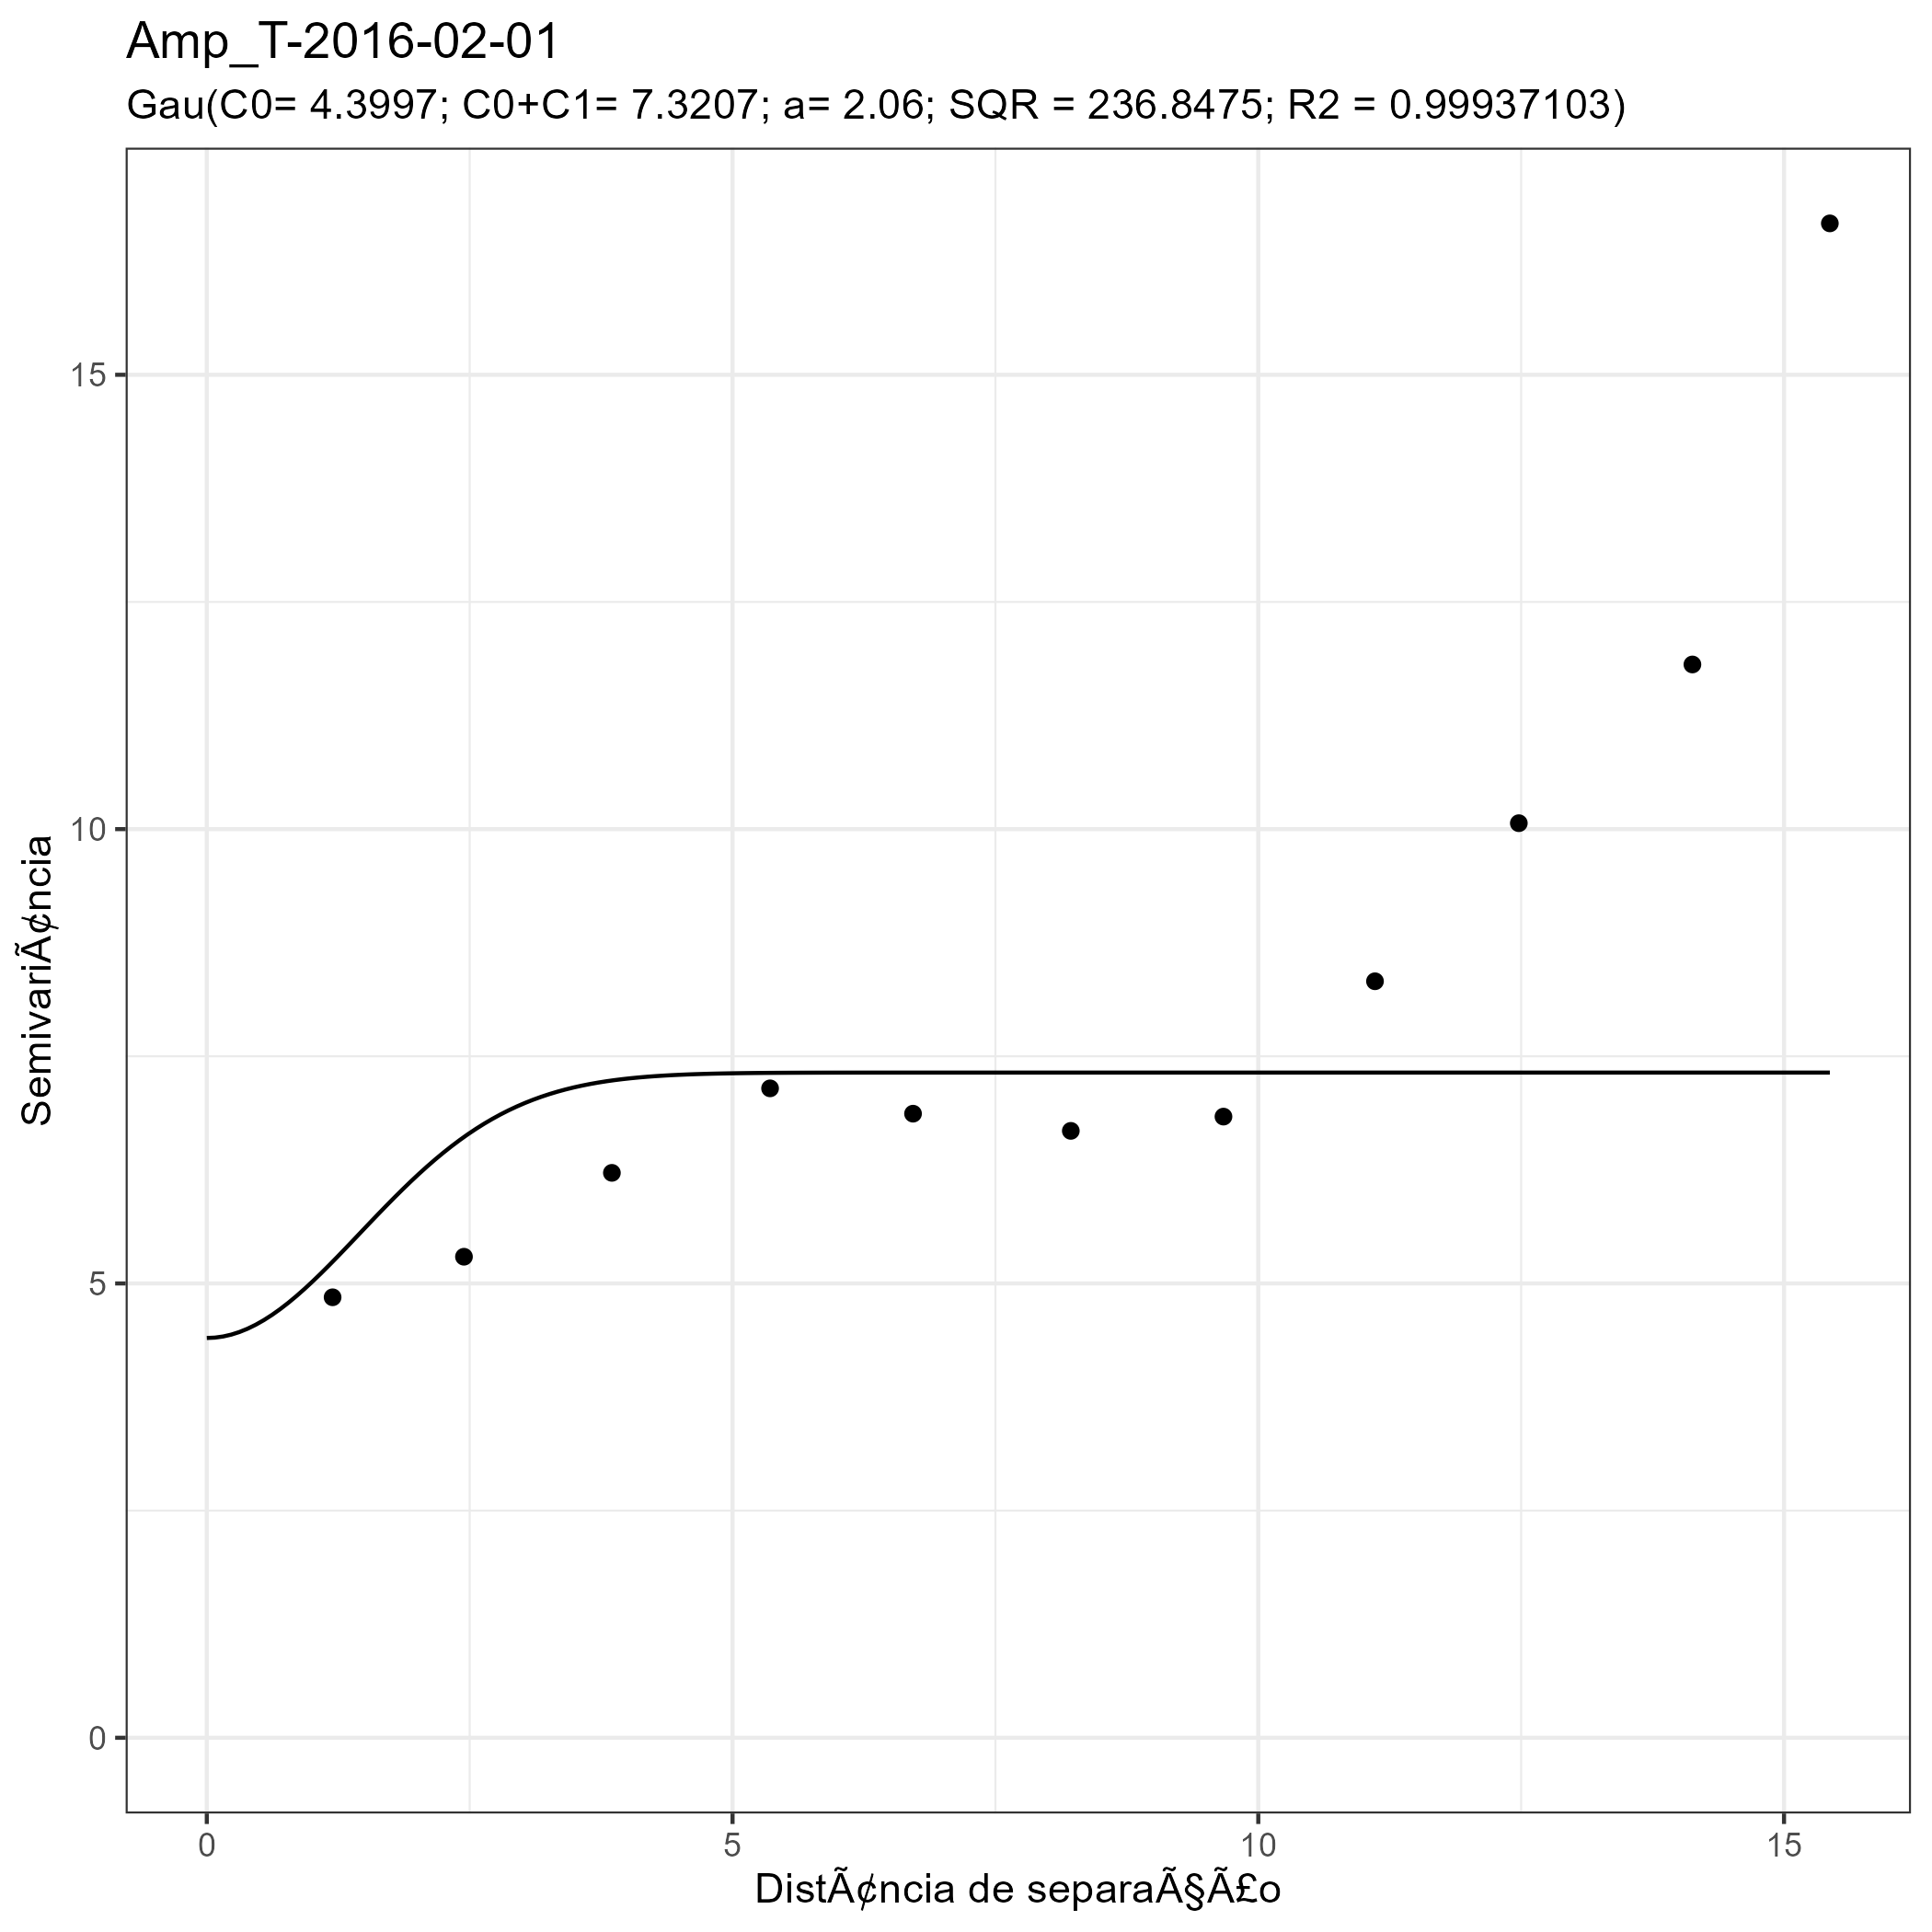 Amp_T-2016-02-01
Gau(C0= 4.3997; C0+C1= 7.3207; a= 2.06; SQR = 236.8475; R2 = 0.99937103)
SemivariÃ¢ncia
15
10
5
0
0 5 10 15
DistÃ¢ncia de separaÃ§Ã£o